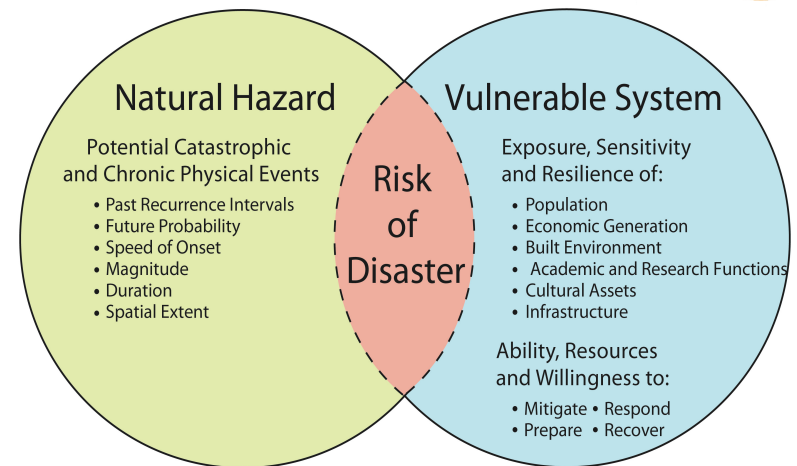 Natural Hazard
Potential Catastrophic
and Chronic Physical Events
• Past Recurrence Intervals
• Future Probability
• Speed of Onset
• Magnitude
• Duration
• Spatial Extent
Risk
of
Disaster
Vulnerable System
Exposure, Sensitivity
and Resilience of:
• Population
• Economic Generation
• Built Environment
• Academic and Research Functions
• Cultural Assets
• Infrastructure
Ability, Resources
and Willingness to:
• Mitigate • Respond
• Prepare • Recover